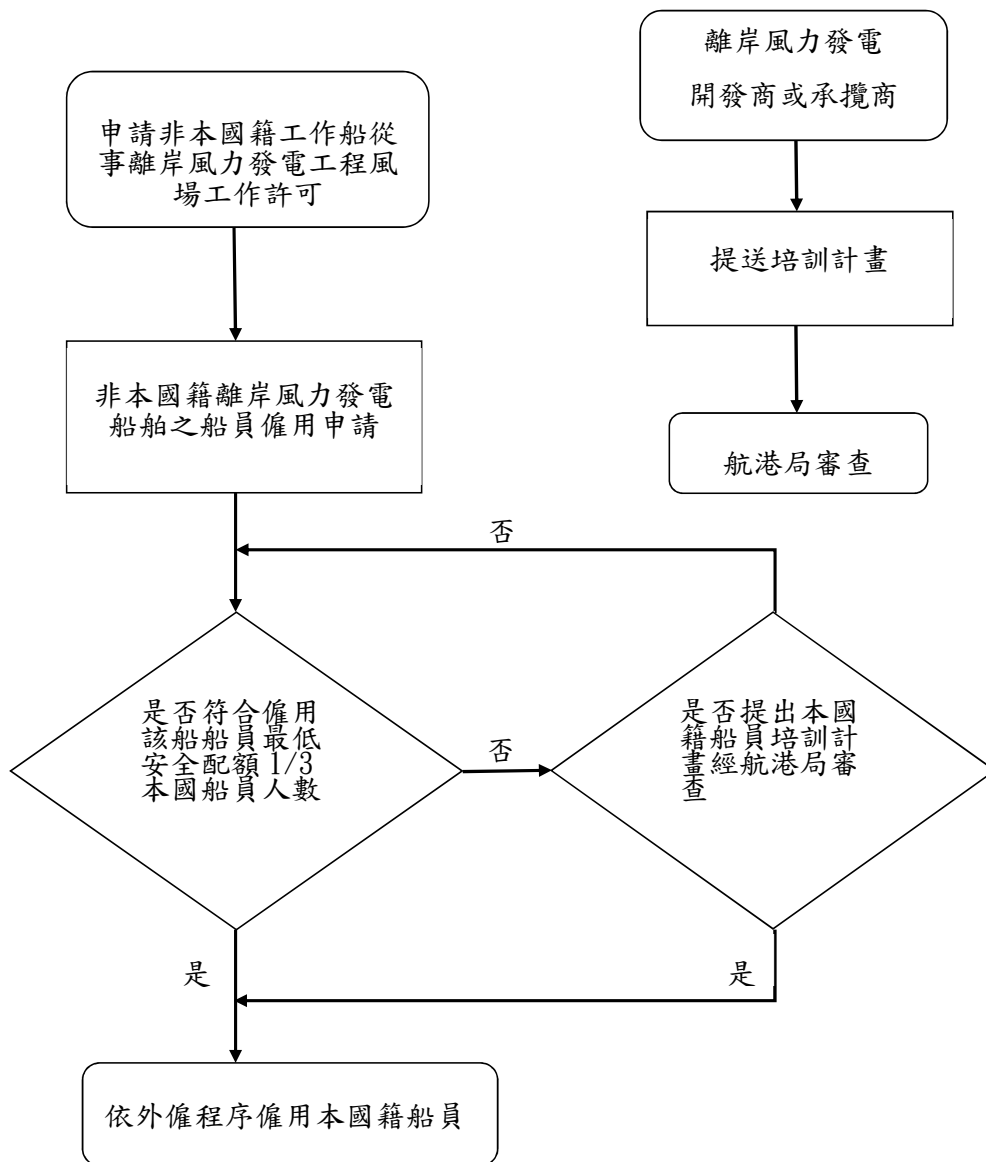 離岸風力發電
開發商或承攬商
申請非本國籍工作船從
事離岸風力發電工程風
場工作許可
提送培訓計畫
非本國籍離岸風力發電
船舶之船員僱用申請
航港局審查
否
是否符合僱用
該船船員最低
安全配額 1/3
本國船員人數
否
是否提出本國
籍船員培訓計
畫經航港局審
查
是
是
依外僱程序僱用本國籍船員